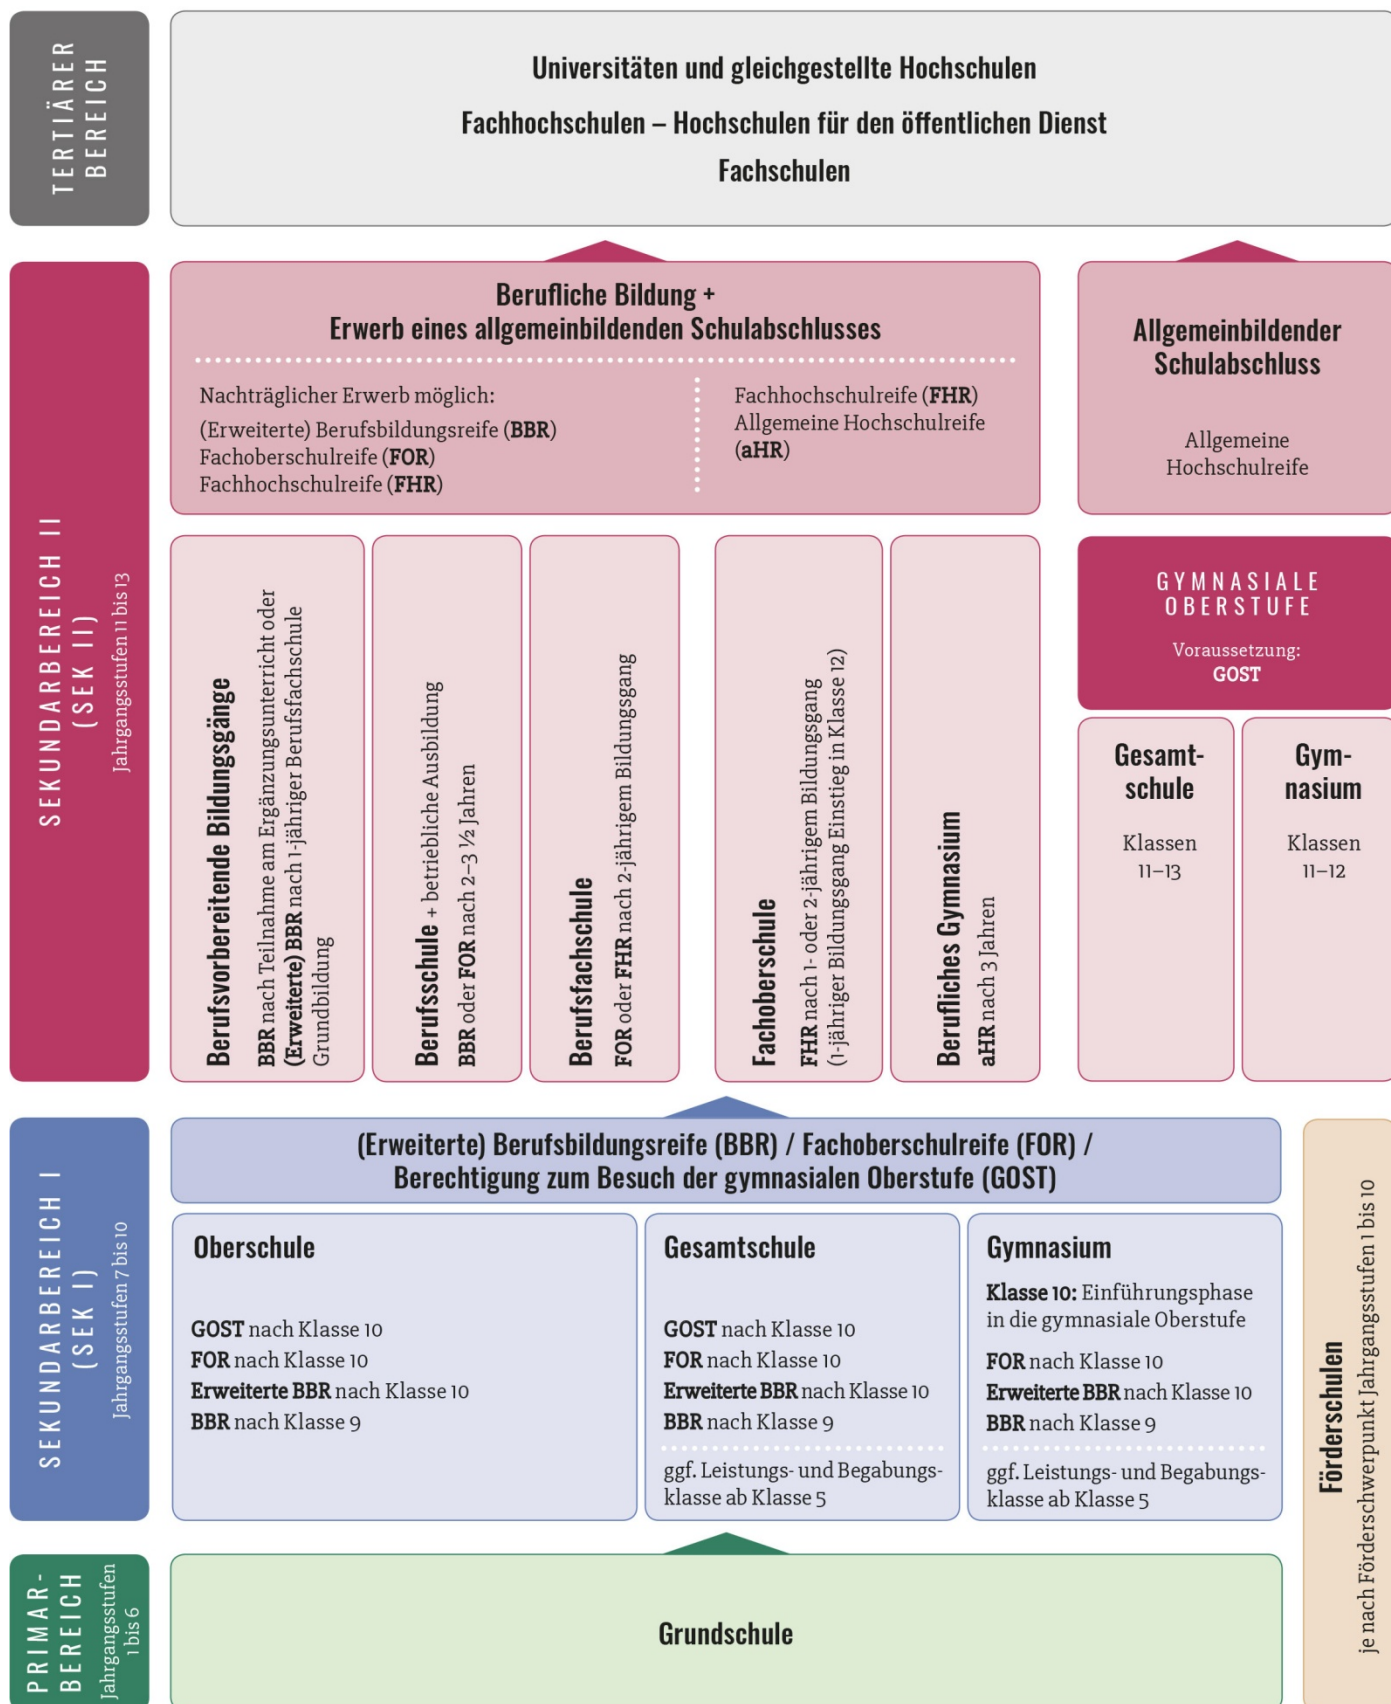 TERTIÄRER
BEREICH
Universitäten und gleichgestellte Hochschulen
Fachhochschulen – Hochschulen für den öffentlichen Dienst
Fachschulen
SEKUNDARBEREICH II
(SEK II)
Jahrgangsstufen 11 bis 13
Berufliche Bildung +
Erwerb eines allgemeinbildenden Schulabschlusses
Nachträglicher Erwerb möglich:
(Erweiterte) Berufsbildungsreife (BBR)
Fachoberschulreife (FOR)
Fachhochschulreife (FHR)
Fachhochschulreife (FHR)
Allgemeine Hochschulreife
(aHR)
Allgemeinbildender
Schulabschluss
Allgemeine
Hochschulreife
Berufsvorbereitende Bildungsgänge
BBR nach Teilnahme am Ergänzungsunterricht oder
(Erweiterte) BBR nach 1-jähriger Berufsfachschule
Grundbildung
Berufsschule + betriebliche Ausbildung
BBR oder FOR nach 2–3 ½ Jahren
Berufsfachschule
FOR oder FHR nach 2-jährigem Bildungsgang
Fachoberschule
FHR nach 1- oder 2-jährigem Bildungsgang
(1-jähriger Bildungsgang Einstieg in Klasse 12)
Berufliches Gymnasium
aHR nach 3 Jahren
GYMNASIALE
OBERSTUFE
Voraussetzung:
GOST
Gesamt-
schule
Klassen
11–13
Gym-
nasium
Klassen
11–12
SEKUNDARBEREICH I
(SEK I)
Jahrgangsstufen 7 bis 10
(Erweiterte) Berufsbildungsreife (BBR) / Fachoberschulreife (FOR) /
Berechtigung zum Besuch der gymnasialen Oberstufe (GOST)
Oberschule
GOST nach Klasse 10
FOR nach Klasse 10
Erweiterte BBR nach Klasse 10
BBR nach Klasse 9
Gesamtschule
GOST nach Klasse 10
FOR nach Klasse 10
Erweiterte BBR nach Klasse 10
BBR nach Klasse 9
ggf. Leistungs- und Begabungs-
klasse ab Klasse 5
Gymnasium
Klasse 10: Einführungsphase
in die gymnasiale Oberstufe
FOR nach Klasse 10
Erweiterte BBR nach Klasse 10
BBR nach Klasse 9
ggf. Leistungs- und Begabungs-
klasse ab Klasse 5
Förderschulen
je nach Förderschwerpunkt Jahrgangsstufen 1 bis 10
PRIMAR-
BEREICH
Jahrgangsstufen
1 bis 6
Grundschule